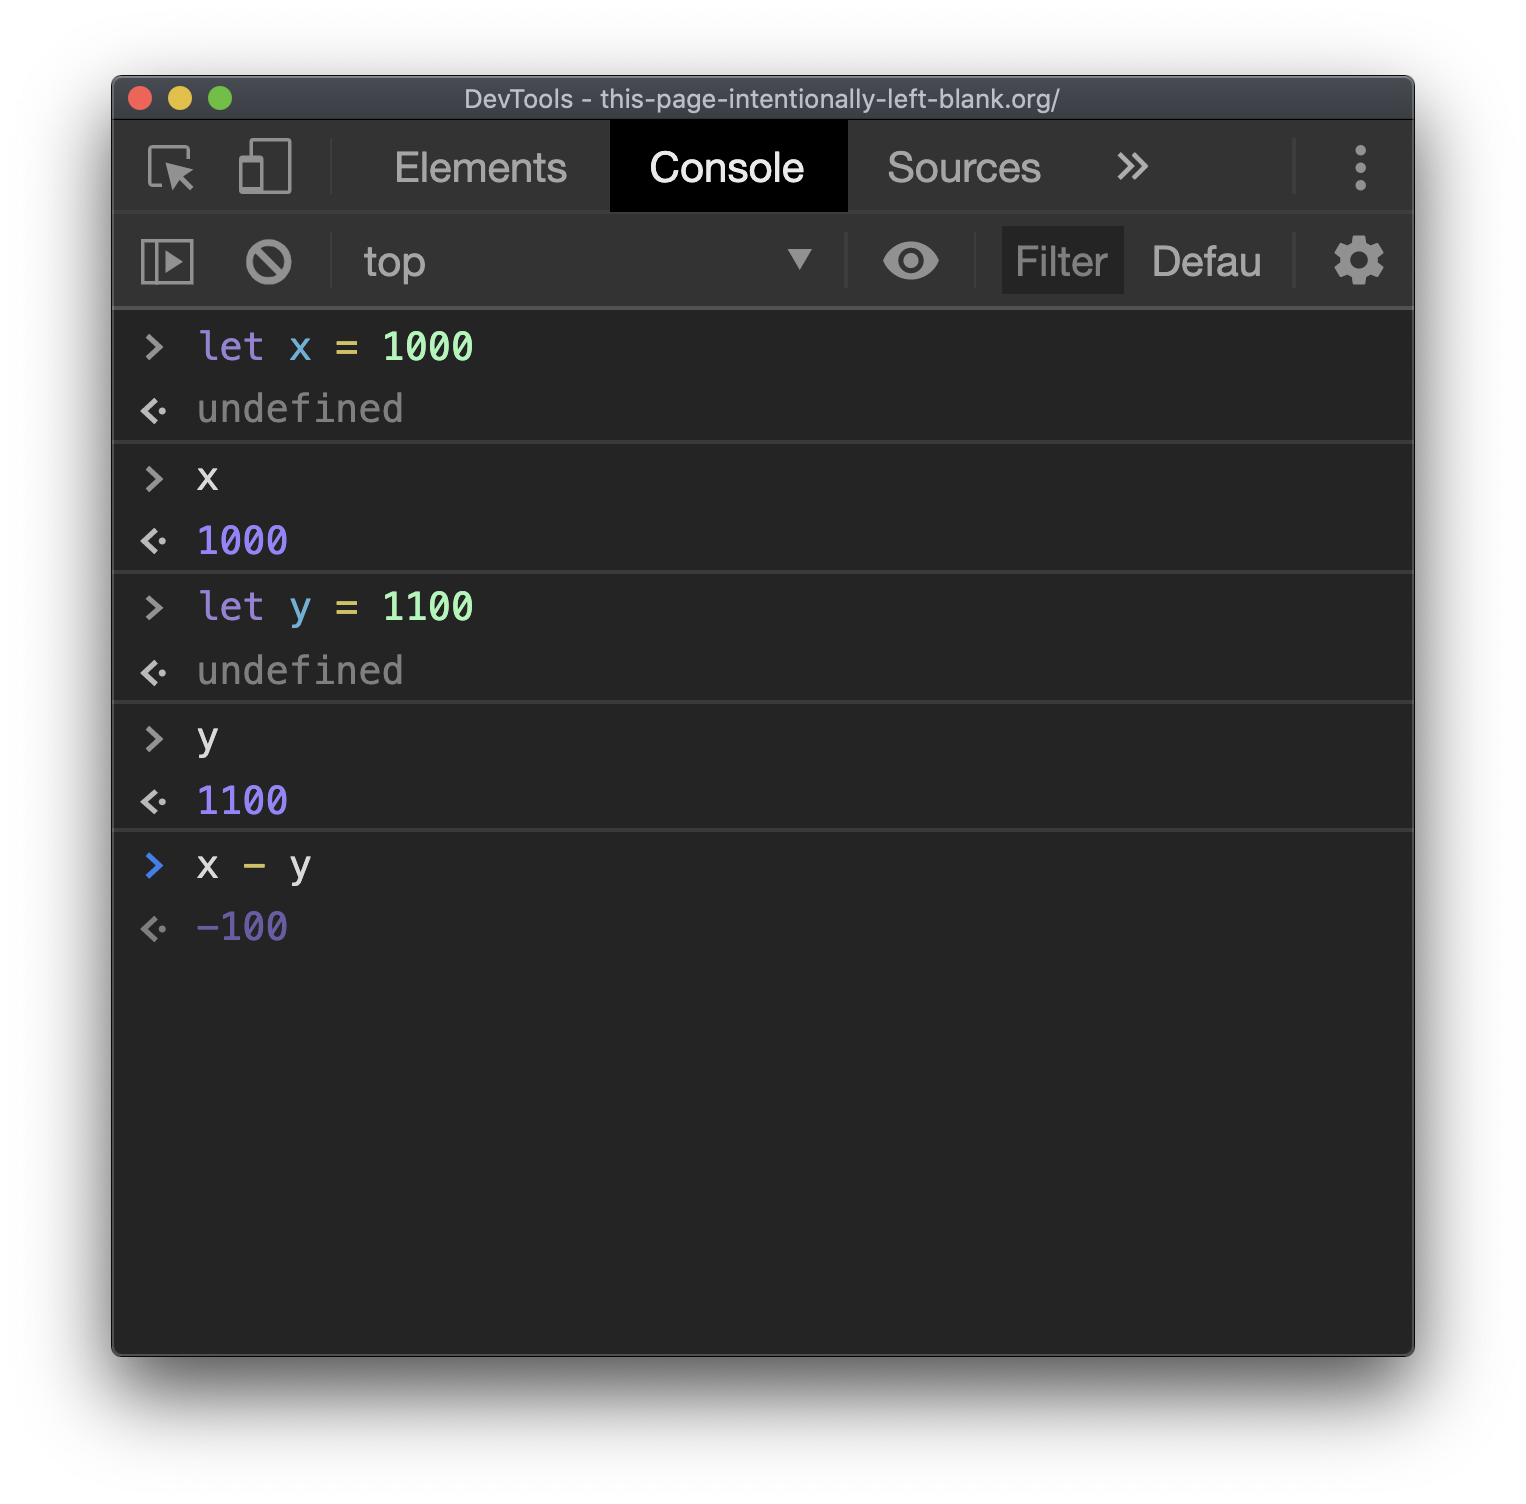 DevTools - this-page-intentionally-left-blank.org/
Elements Console Sources
top Filter Defau
let x = 1000
undefined
x
1000
let y = 1100
undefined
y
1100
x - y
-100